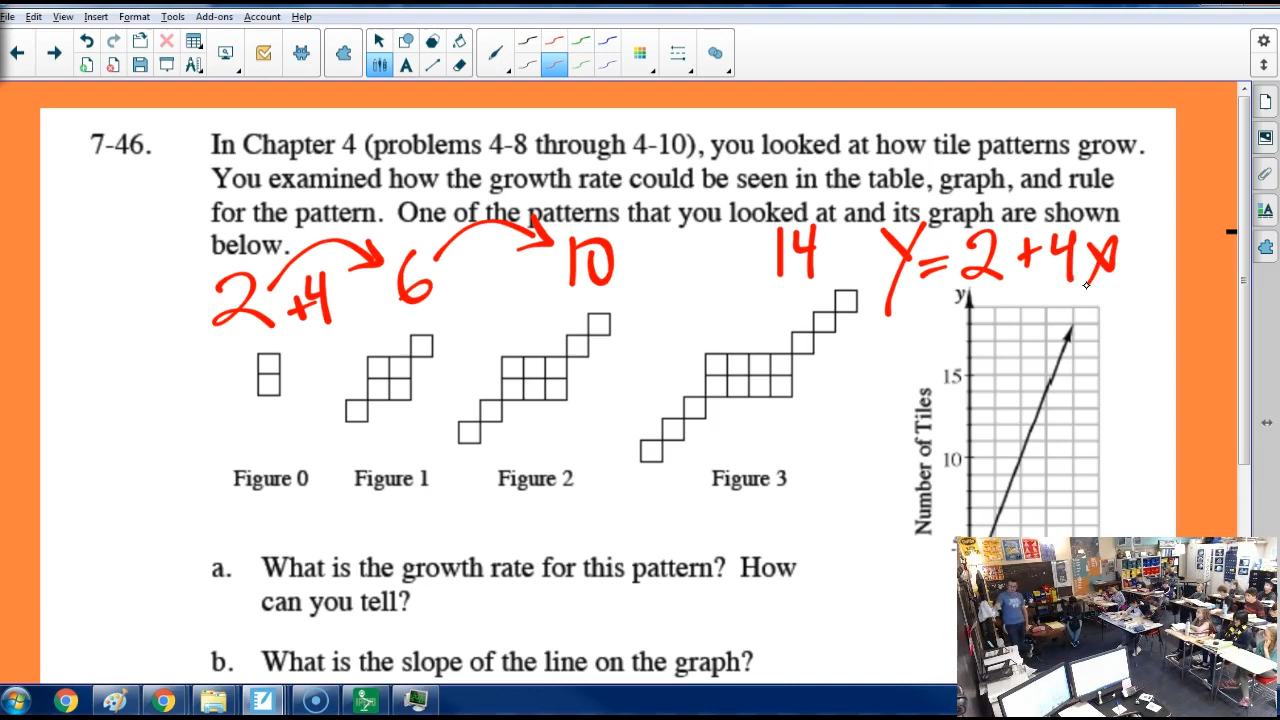 File Edit View Insert Format Tools Add-ons Account Help
7-46. In Chapter 4 (problems 4-8 through 4-10), you looked at how tile patterns grow.
You examined how the growth rate could be seen in the table, graph, and rule
for the pattern. One of the patterns that you looked at and its graph are shown
below.
2 +4 6 10 14 y = 2 + 4x
y
15
10
Number of Tiles
Figure 0 Figure 1 Figure 2 Figure 3
a. What is the growth rate for this pattern? How
can you tell?
b. What is the slope of the line on the graph?